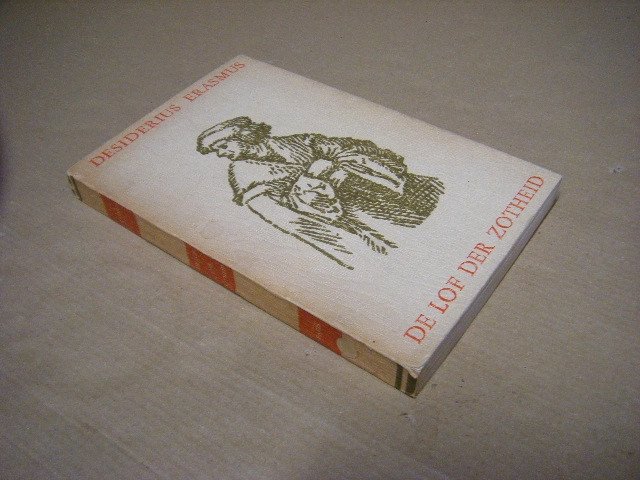 DESIDERIUS ERASMUS
DE LOF DER ZOTHEID